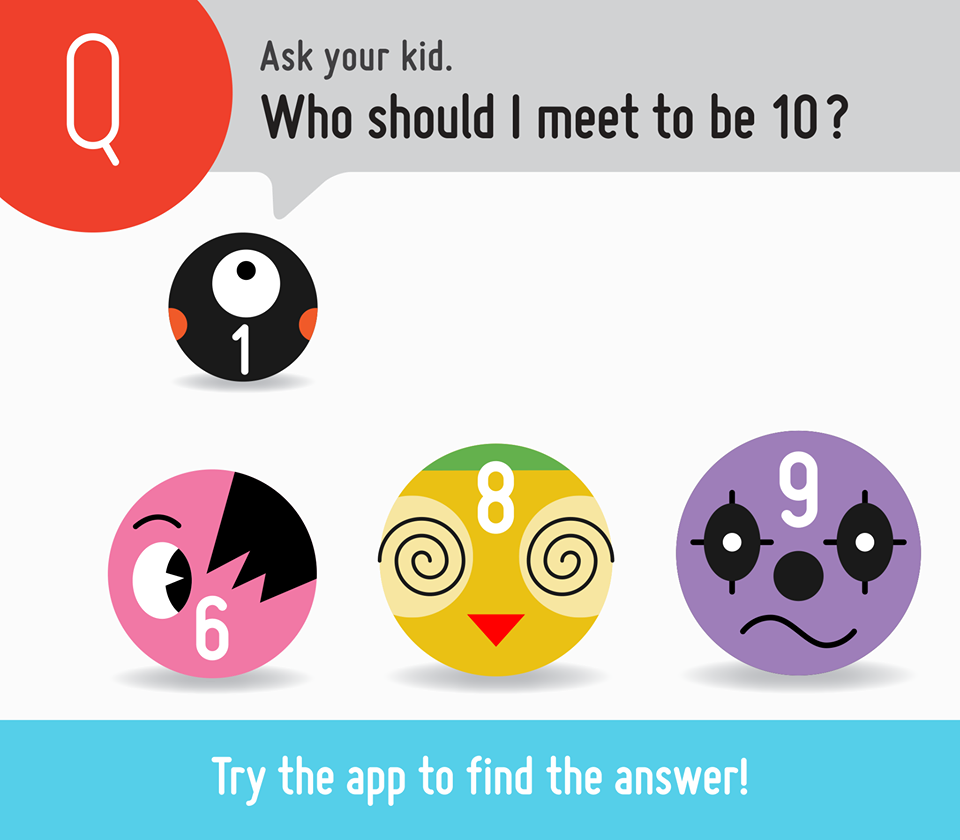 Q
Ask your kid.
Who should I meet to be 10?
1
6
8
9
Try the app to find the answer!